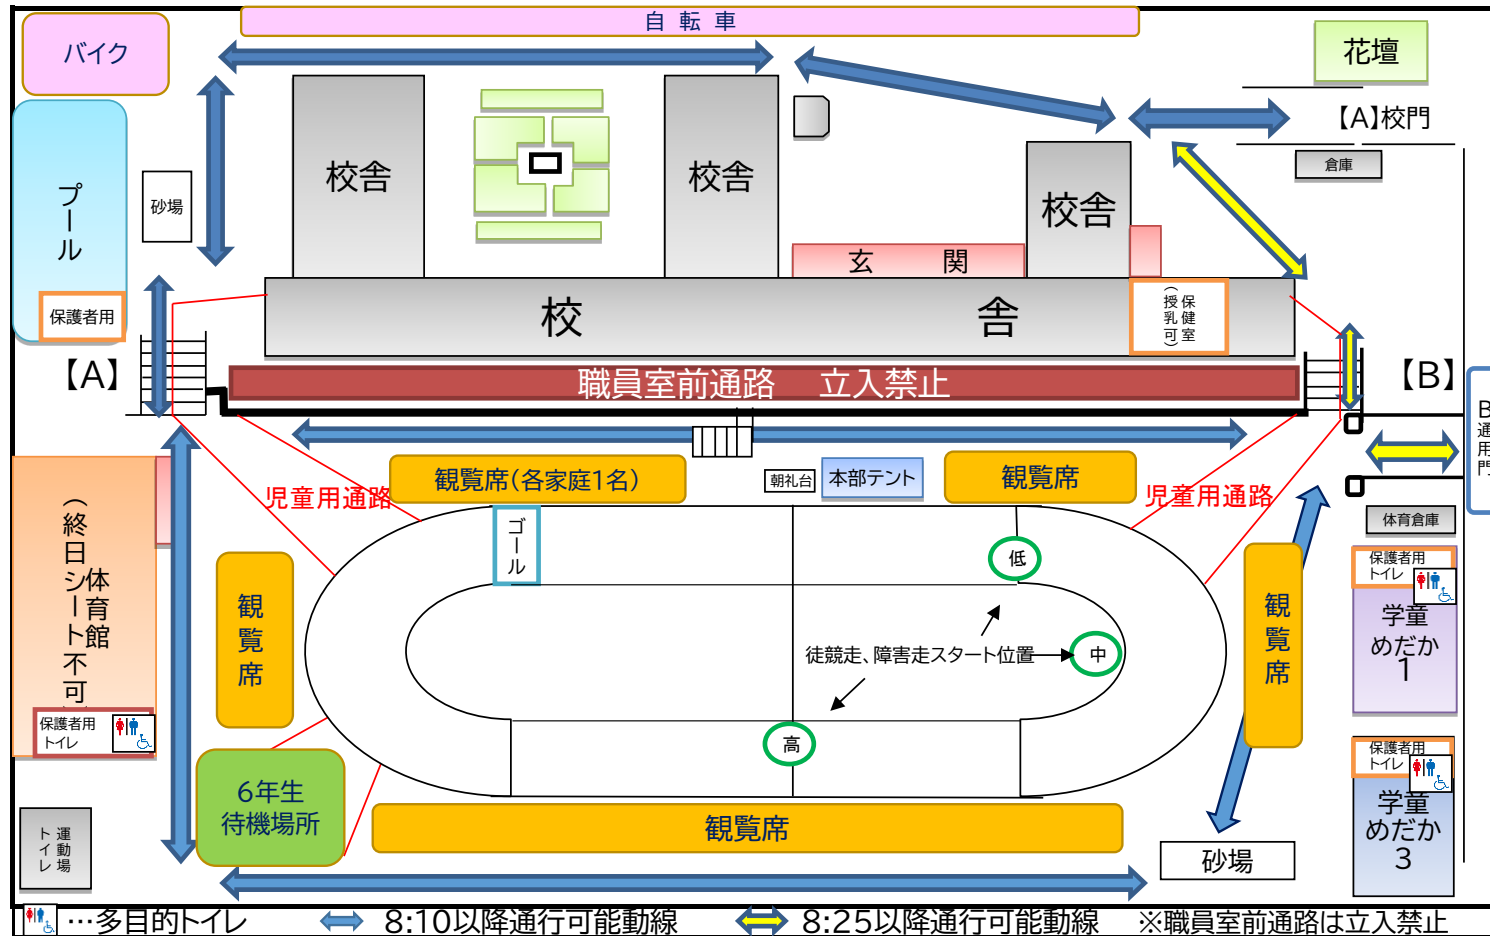 自転車
バイク
花壇
【A】校門
倉庫
校舎
校舎
校舎
プール
砂場
玄関
保護者用
校舎
保健室
(授乳可)
【A】
職員室前通路 立入禁止
【B】
B通用門
観覧席(各家庭1名)
朝礼台
本部テント
観覧席
児童用通路
児童用通路
体育館
(終日シート不可)
ゴール
低
体育倉庫
保護者用
トイレ
学童
めだか
1
観覧席
観覧席
徒競走、障害走スタート位置
中
高
保護者用
トイレ
保護者用
トイレ
学童
めだか
3
6年生
待機場所
観覧席
運動場
トイレ
砂場
…多目的トイレ
8:10以降通行可能動線
8:25以降通行可能動線
※職員室前通路は立入禁止